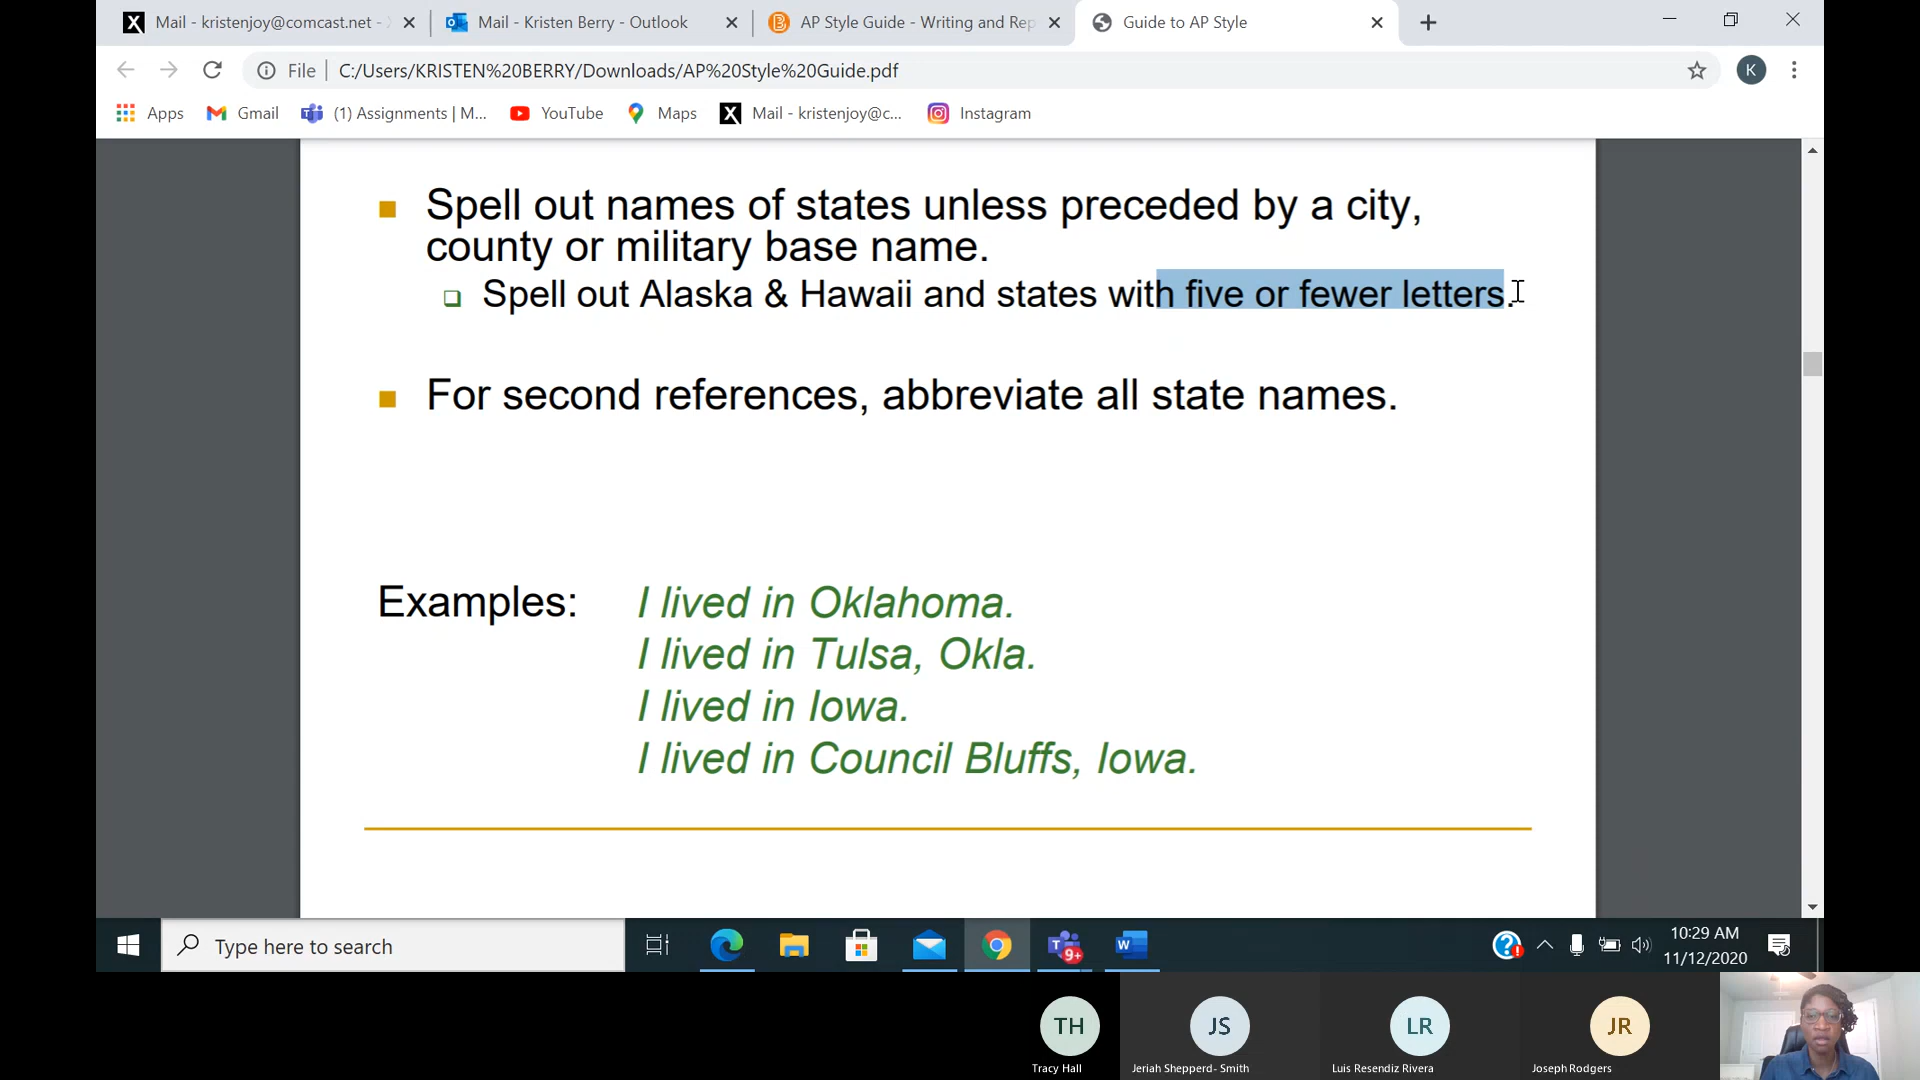 Mail - kristenjoy@comcast.net -
Mail - Kristen Berry - Outlook
AP Style Guide - Writing and Rep
Guide to AP Style
File
C:/Users/KRISTEN%20BERRY/Downloads/AP%20Style%20Guide.pdf
K
Apps
Gmail
(1) Assignments | M...
YouTube
Maps
Mail - kristenjoy@c...
Instagram
Spell out names of states unless preceded by a city,
county or military base name.
Spell out Alaska & Hawaii and states with five or fewer letters.
For second references, abbreviate all state names.
Examples:
I lived in Oklahoma.
I lived in Tulsa, Okla.
I lived in Iowa.
I lived in Council Bluffs, Iowa.
Type here to search
9+
10:29 AM
11/12/2020
TH
JS
LR
JR
Tracy Hall
Jeriah Shepperd- Smith
Luis Resendiz Rivera
Joseph Rodgers